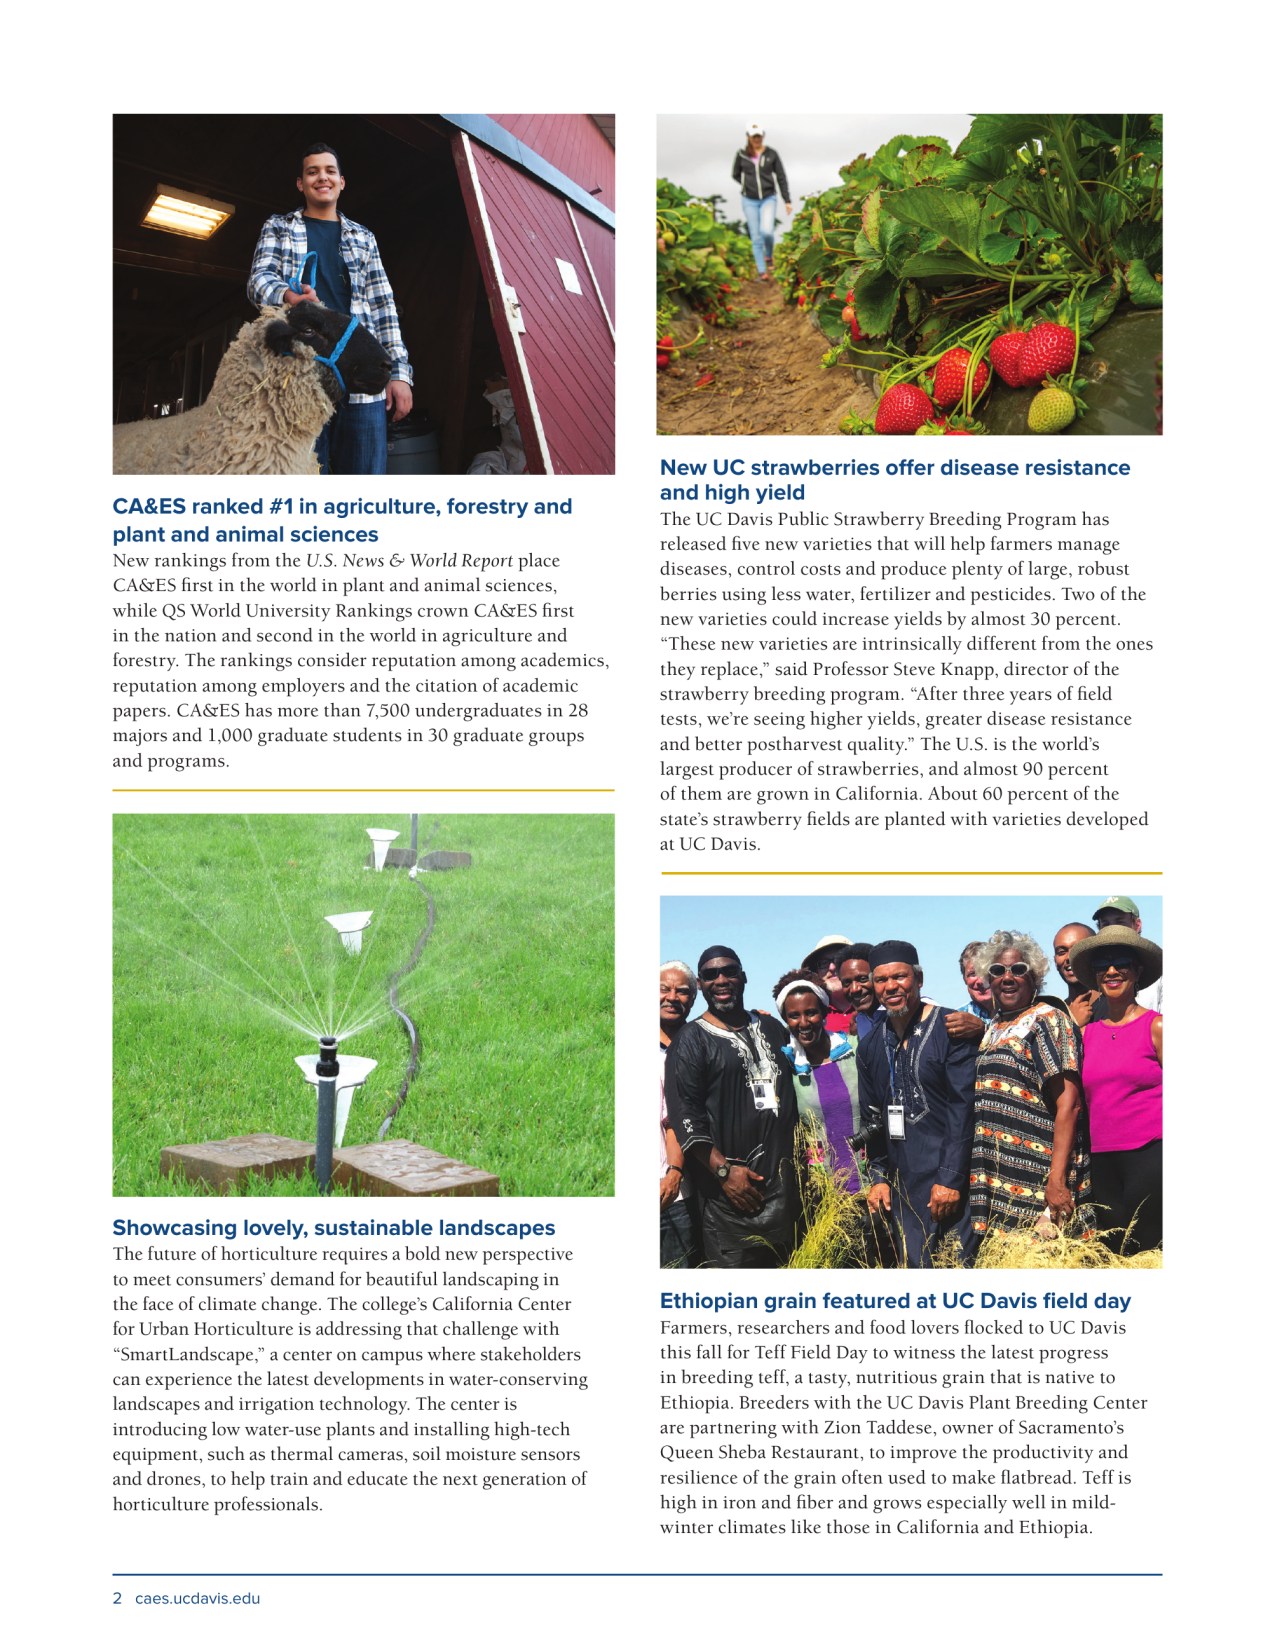 CA&ES ranked #1 in agriculture, forestry and
plant and animal sciences
New rankings from the U.S. News & World Report place
CA&ES first in the world in plant and animal sciences,
while QS World University Rankings crown CA&ES first
in the nation and second in the world in agriculture and
forestry. The rankings consider reputation among academics,
reputation among employers and the citation of academic
papers. CA&ES has more than 7,500 undergraduates in 28
majors and 1,000 graduate students in 30 graduate groups
and programs.
Showcasing lovely, sustainable landscapes
The future of horticulture requires a bold new perspective
to meet consumers’ demand for beautiful landscaping in
the face of climate change. The college’s California Center
for Urban Horticulture is addressing that challenge with
“SmartLandscape,” a center on campus where stakeholders
can experience the latest developments in water-conserving
landscapes and irrigation technology. The center is
introducing low water-use plants and installing high-tech
equipment, such as thermal cameras, soil moisture sensors
and drones, to help train and educate the next generation of
horticulture professionals.
New UC strawberries offer disease resistance
and high yield
The UC Davis Public Strawberry Breeding Program has
released five new varieties that will help farmers manage
diseases, control costs and produce plenty of large, robust
berries using less water, fertilizer and pesticides. Two of the
new varieties could increase yields by almost 30 percent.
“These new varieties are intrinsically different from the ones
they replace,” said Professor Steve Knapp, director of the
strawberry breeding program. “After three years of field
tests, we’re seeing higher yields, greater disease resistance
and better postharvest quality.” The U.S. is the world’s
largest producer of strawberries, and almost 90 percent
of them are grown in California. About 60 percent of the
state’s strawberry fields are planted with varieties developed
at UC Davis.
Ethiopian grain featured at UC Davis field day
Farmers, researchers and food lovers flocked to UC Davis
this fall for Teff Field Day to witness the latest progress
in breeding teff, a tasty, nutritious grain that is native to
Ethiopia. Breeders with the UC Davis Plant Breeding Center
are partnering with Zion Taddese, owner of Sacramento’s
Queen Sheba Restaurant, to improve the productivity and
resilience of the grain often used to make flatbread. Teff is
high in iron and fiber and grows especially well in mild-
winter climates like those in California and Ethiopia.
2 caes.ucdavis.edu